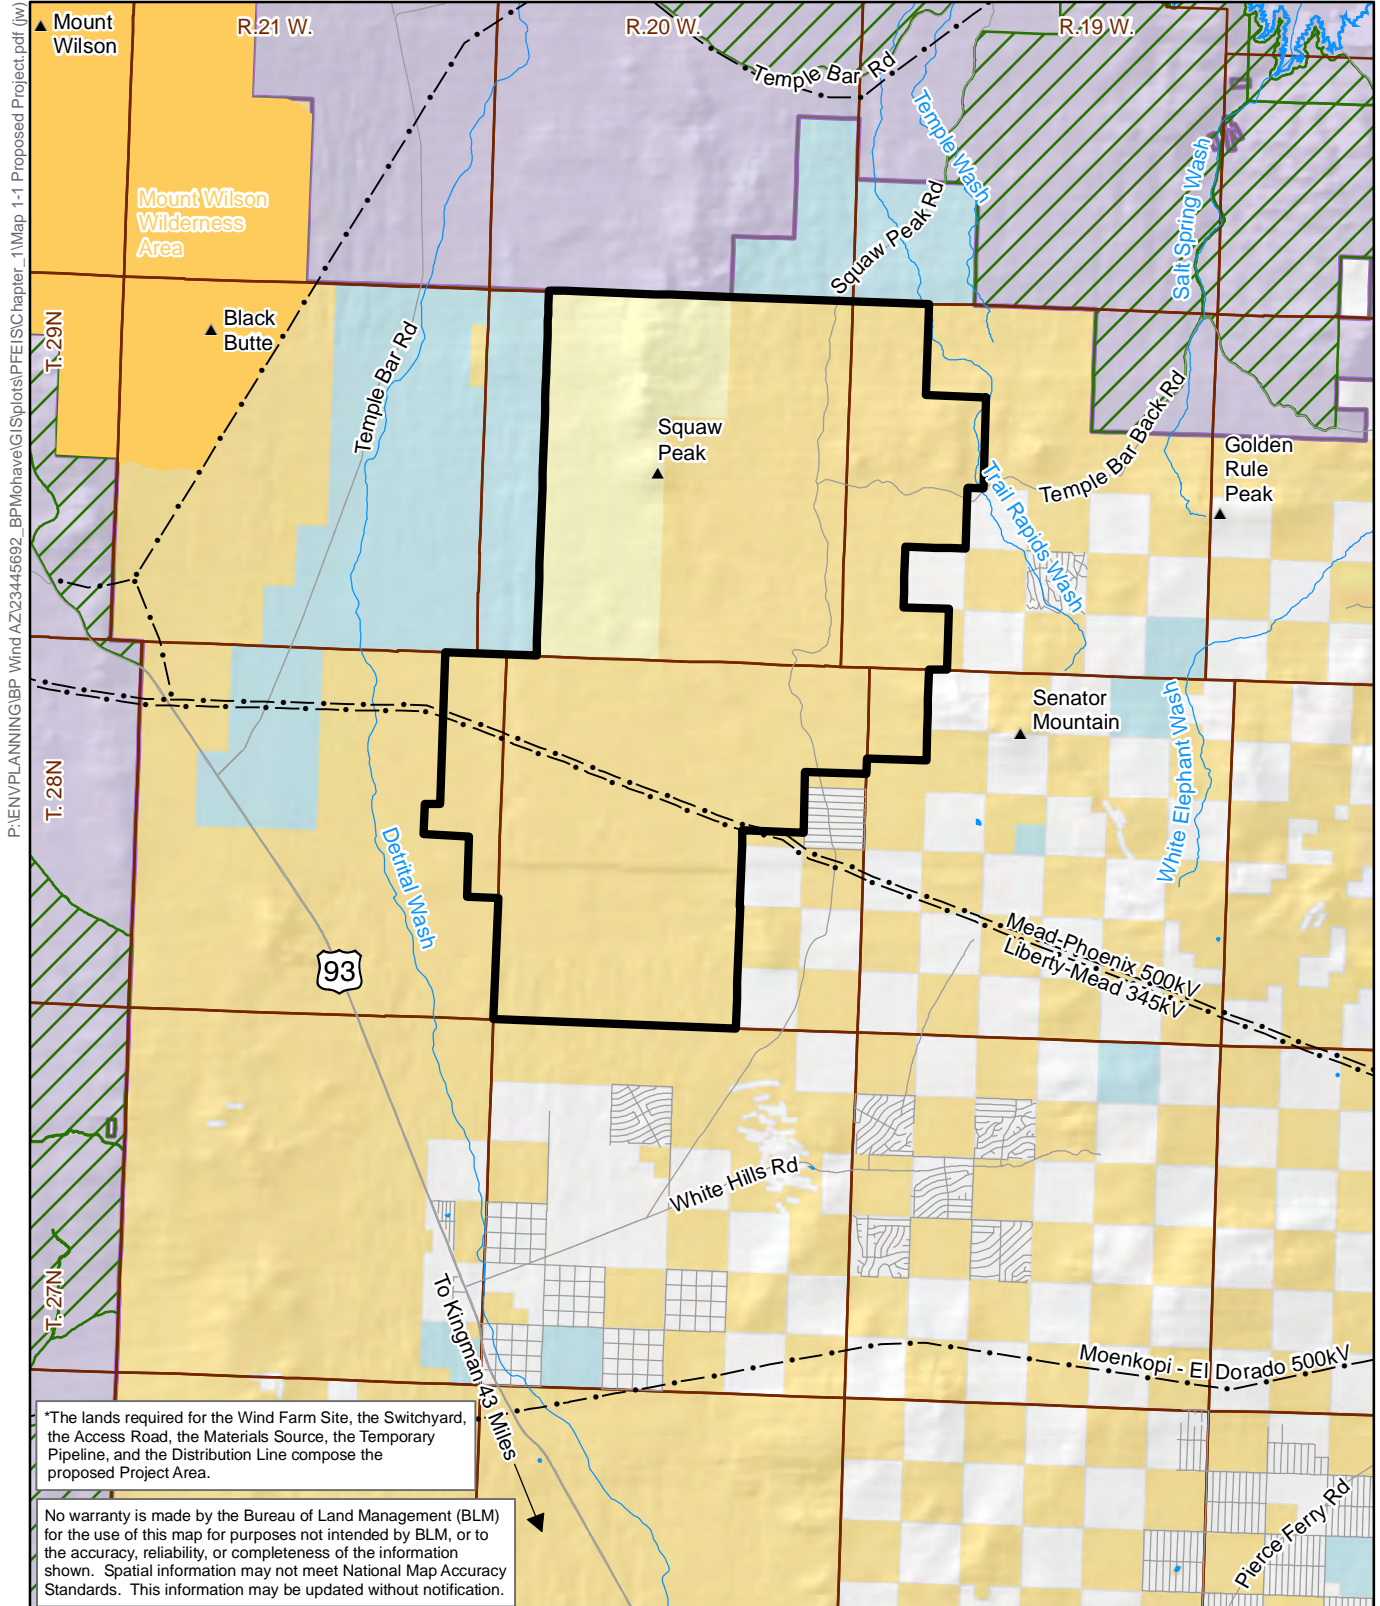 P:\ENVPLANNING\BP Wind AZ\23445692_BPMohave\GIS\plots\PFEIS\Chapter_1\Map 1-1 Proposed Project.pdf (jw)
Mount
Wilson
R.21 W.
R.20 W.
R.19 W.
Temple Bar Rd
Temple Wash
Salt Spring Wash
Mount Wilson
Wilderness
Area
Squaw Peak Rd
T. 29N
Black
Butte
Temple Bar Rd
Squaw
Peak
Temple Bar Back Rd
Golden
Rule
Peak
Trail Rapids Wash
Senator
Mountain
White Elephant Wash
T. 28N
Detrital Wash
93
Mead-Phoenix 500kV
Liberty-Mead 345kV
White Hills Rd
T. 27N
To Kingman 43 Miles
Moenkopi - El Dorado 500kV
Pierce Ferry Rd
*The lands required for the Wind Farm Site, the Switchyard,
the Access Road, the Materials Source, the Temporary
Pipeline, and the Distribution Line compose the
proposed Project Area.
No warranty is made by the Bureau of Land Management (BLM)
for the use of this map for purposes not intended by BLM, or to
the accuracy, reliability, or completeness of the information
shown.  Spatial information may not meet National Map Accuracy
Standards.  This information may be updated without notification.